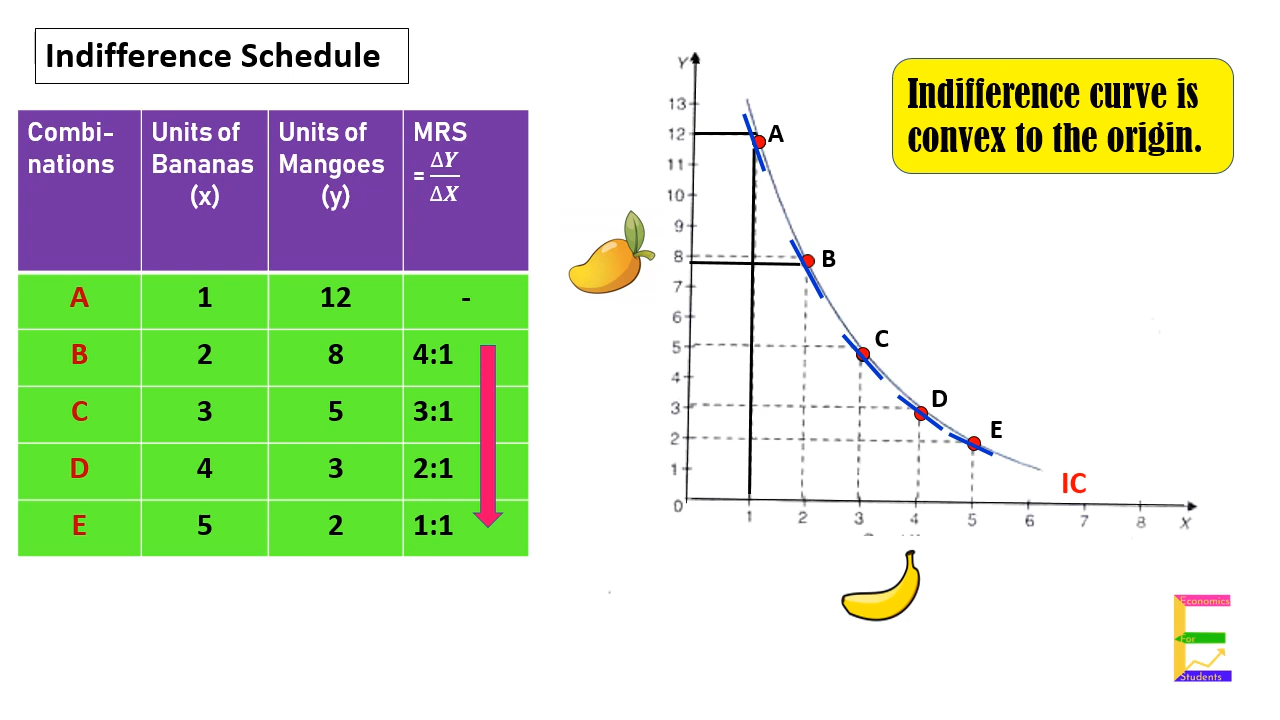 Indifference Schedule
Combi-
nations
Units of
Bananas
(x)
Units of
Mangoes
(y)
MRS
= ΔY/ΔX
A 1 12 -
B 2 8 4:1
C 3 5 3:1
D 4 3 2:1
E 5 2 1:1
Y
13
12
11
10
9
8
7
6
5
4
3
2
1
0
1 2 3 4 5 6 7 8 X
A
B
C
D
E
IC
Indifference curve is
convex to the origin.
Economics
For
Students